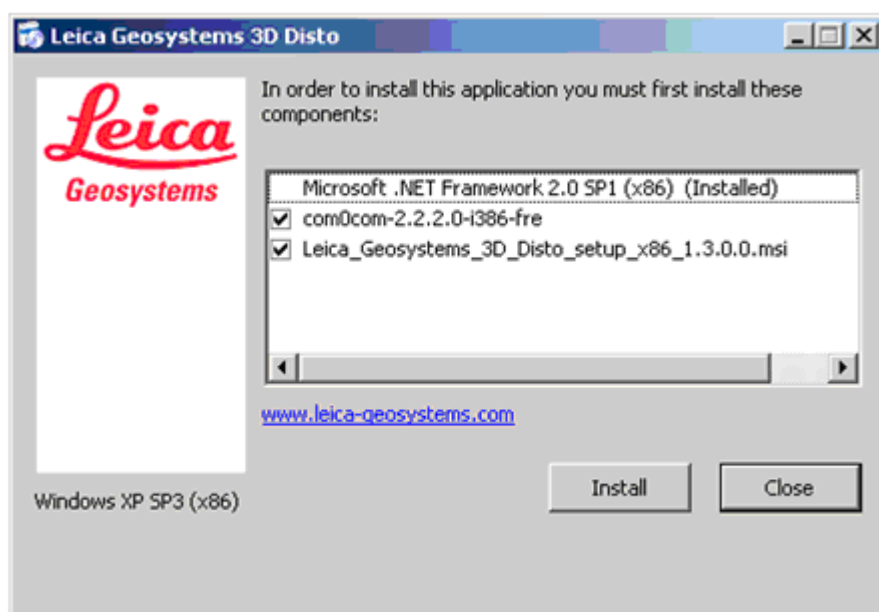 Leica Geosystems 3D Disto
Leica
Geosystems
In order to install this application you must first install these
components:
Microsoft .NET Framework 2.0 SP1 (x86) (Installed)
com0com-2.2.2.0-i386-fre
Leica_Geosystems_3D_Disto_setup_x86_1.3.0.0.msi
www.leica-geosystems.com
Windows XP SP3 (x86)
Install
Close